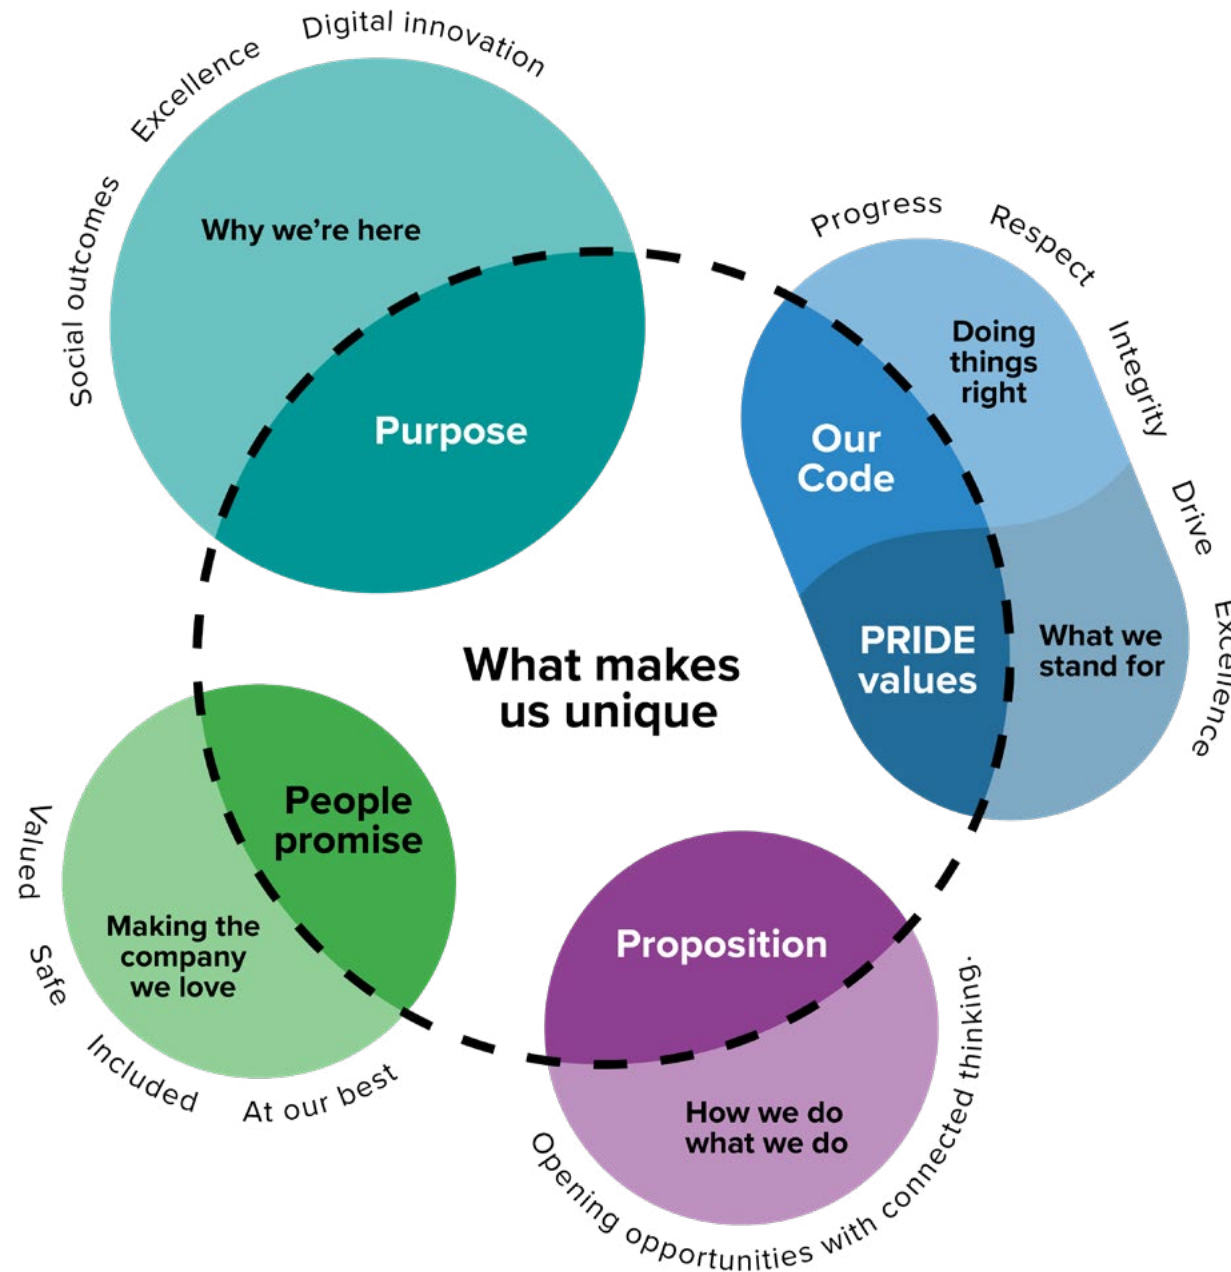 Social outcomes
Excellence
Digital innovation
Why we’re here
Purpose
Progress
Respect
Integrity
Drive
Excellence
Doing
things
right
Our
Code
PRIDE
values
What we
stand for
What makes
us unique
People
promise
Making the
company
we love
Valued
Safe
Included
At our best
Proposition
How we do
what we do
Opening opportunities with connected thinking.